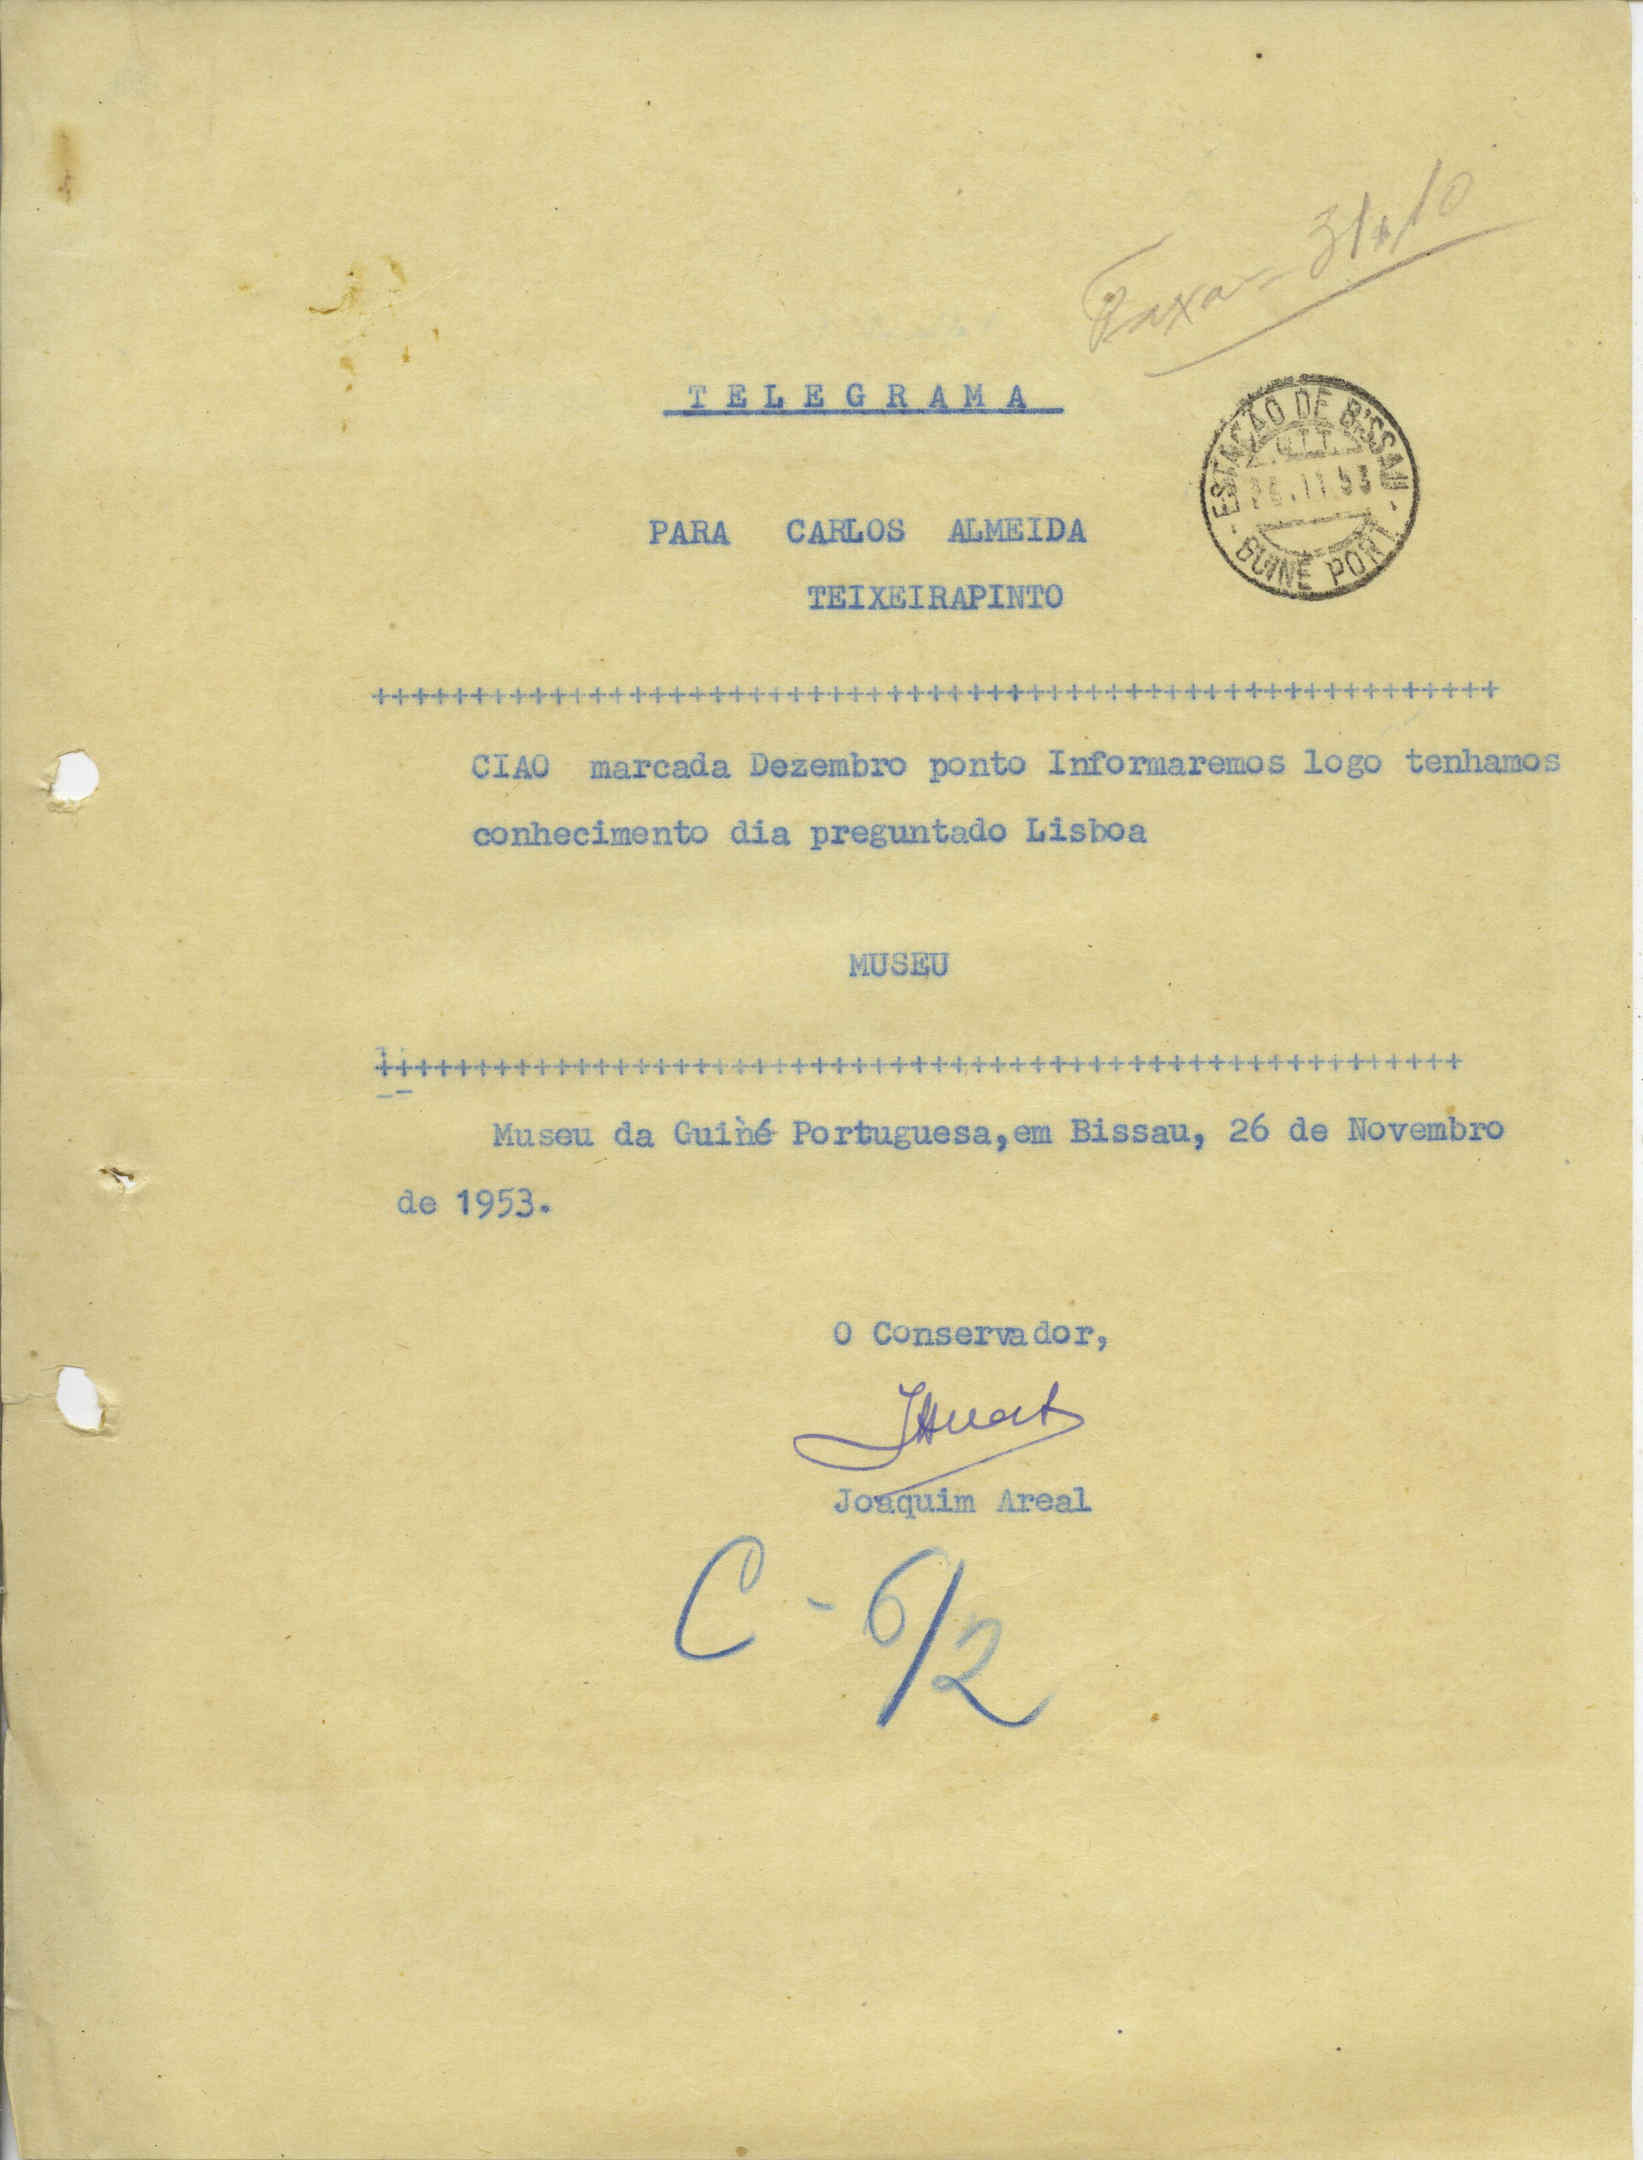 Taxa - 31,10
TELEGRAMA
ESTAÇÃO DE BISSAU
C.T.T.
26.11.53
GUINÉ PORT.
PARA CARLOS ALMEIDA
TEIXEIRAPINTO
+++++++++++++++++++++++++++++++++++++++++++++++++++++++++
CIAO marcada Dezembro ponto Informaremos logo tenhamos
conhecimento dia preguntado Lisboa
MUSEU
+++++++++++++++++++++++++++++++++++++++++++++++++++++++
Museu da Guiné Portuguesa,em Bissau, 26 de Novembro
de 1953.
O Conservador,
Joaquim Areal
C - 6/2